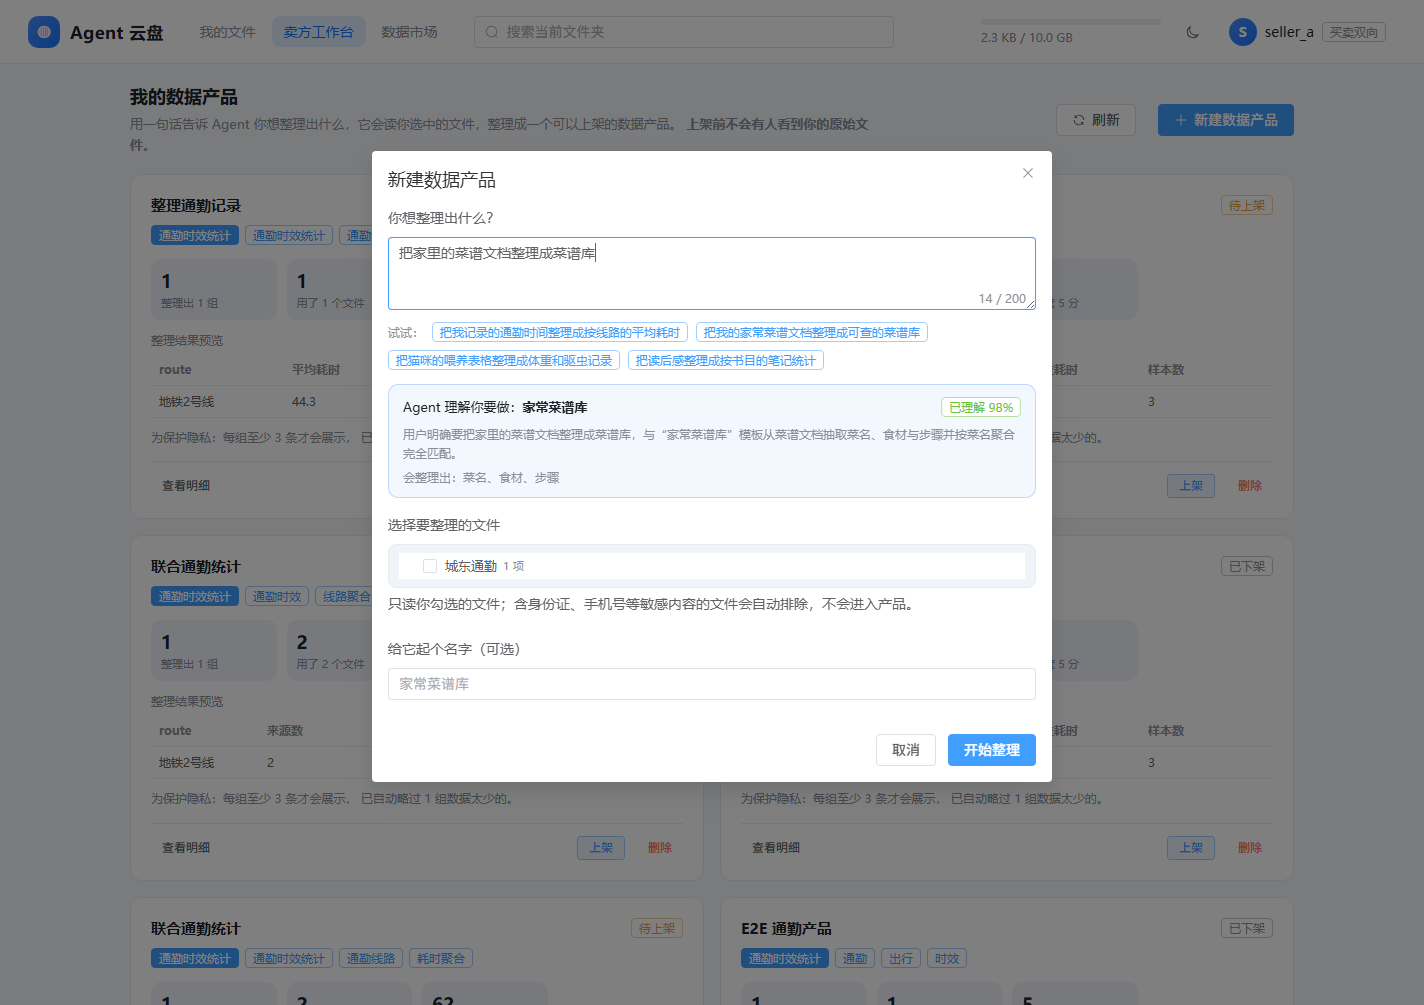 Agent 云盘
我的文件
卖方工作台
数据市场
搜索当前文件夹
2.3 KB / 10.0 GB
S
seller_a
买卖双向
我的数据产品
用一句话告诉 Agent 你想整理出什么，它会读你选中的文件，整理成一个可以上架的数据产品。 上架前不会有人看到你的原始文
件。
刷新
新建数据产品
整理通勤记录
待上架
通勤时效统计
通勤时效统计
通勤
1
整理出 1 组
1
用了 1 个文件
5 分
整理结果预览
route
平均耗时
耗时
样本数
地铁2号线
44.3
3
为保护隐私：每组至少 3 条才会展示， 已
据太少的。
查看明细
上架
删除
新建数据产品
你想整理出什么？
把家里的菜谱文档整理成菜谱库
14 / 200
试试：
把我记录的通勤时间整理成按线路的平均耗时
把我的家常菜谱文档整理成可查的菜谱库
把猫咪的喂养表格整理成体重和驱虫记录
把读后感整理成按书目的笔记统计
Agent 理解你要做：家常菜谱库
已理解 98%
用户明确要把家里的菜谱文档整理成菜谱库，与“家常菜谱库”模板从菜谱文档抽取菜名、食材与步骤并按菜名聚合
完全匹配。
会整理出：菜名、食材、步骤
选择要整理的文件
城东通勤 1 项
只读你勾选的文件；含身份证、手机号等敏感内容的文件会自动排除，不会进入产品。
给它起个名字（可选）
家常菜谱库
取消
开始整理
联合通勤统计
已下架
通勤时效统计
通勤时效
线路聚合
1
整理出 1 组
2
用了 2 个文件
5 分
整理结果预览
route
来源数
耗时
样本数
地铁2号线
2
3
为保护隐私：每组至少 3 条才会展示， 已自动略过 1 组数据太少的。
为保护隐私：每组至少 3 条才会展示， 已自动略过 1 组数据太少的。
查看明细
上架
删除
查看明细
上架
删除
联合通勤统计
待上架
通勤时效统计
通勤时效统计
通勤线路
耗时聚合
1
2
62
E2E 通勤产品
已下架
通勤时效统计
通勤
出行
时效
1
1
5